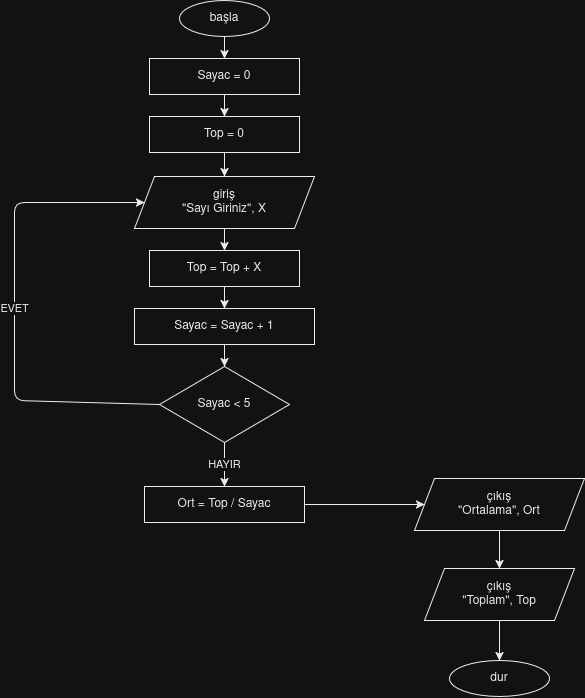 başla
Sayac = 0
Top = 0
giriş
"Sayı Giriniz", X
Top = Top + X
EVET
Sayac = Sayac + 1
Sayac < 5
HAYIR
Ort = Top / Sayac
çıkış
"Ortalama", Ort
çıkış
"Toplam", Top
dur